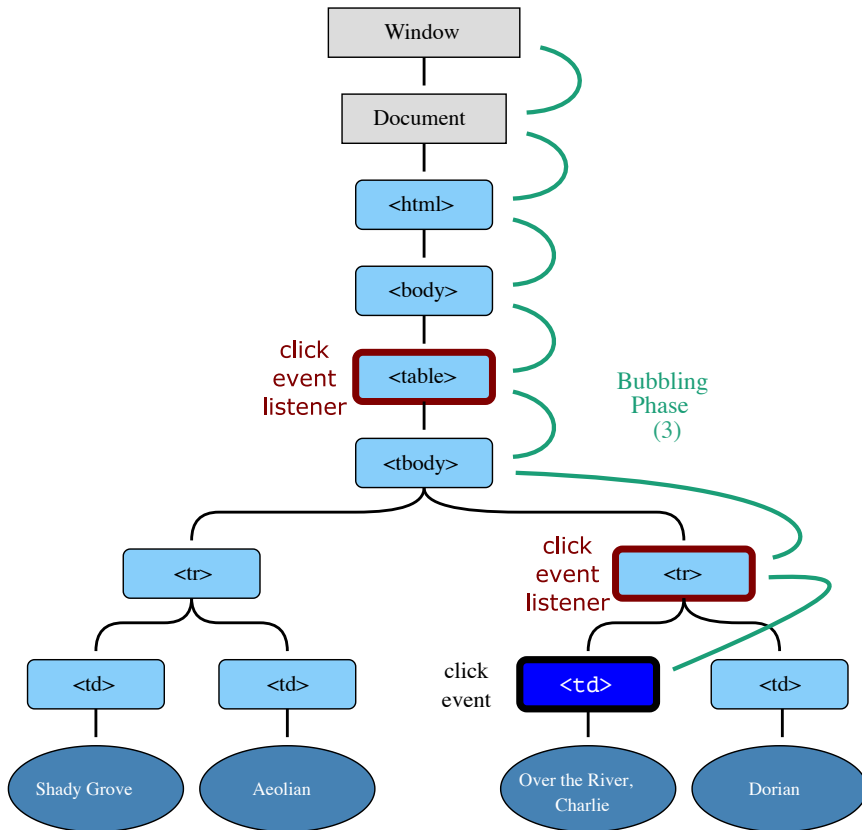 Window
Document
<html>
<body>
click
event
listener
<table>
Bubbling
Phase
(3)
<tbody>
<tr>
click
event
listener
<tr>
<td>
<td>
click
event
<td>
<td>
Shady Grove
Aeolian
Over the River,
Charlie
Dorian